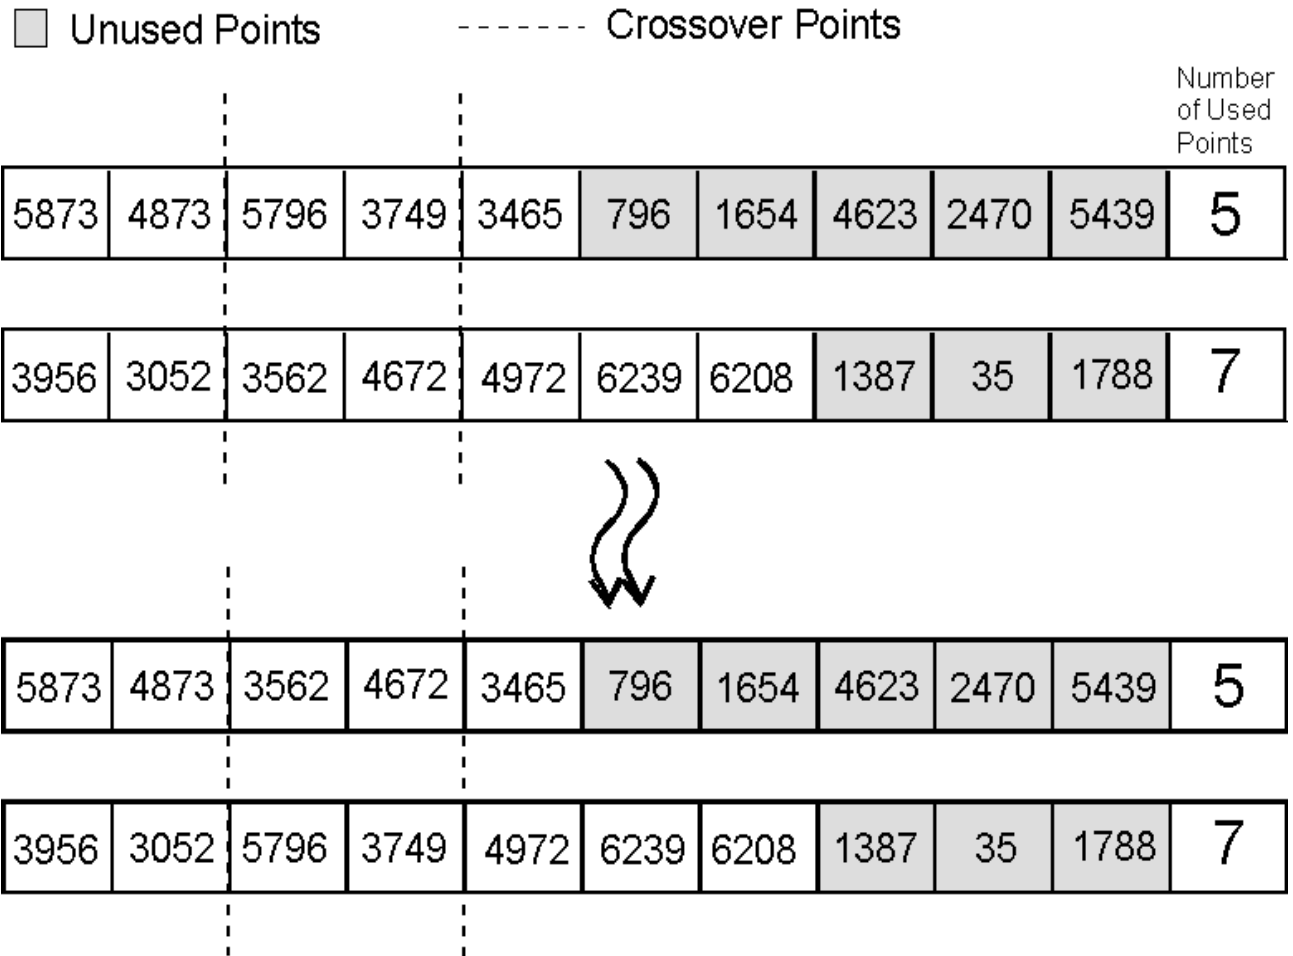 Unused Points Crossover Points
Number
of Used
Points
5873 4873 5796 3749 3465 796 1654 4623 2470 5439 5
3956 3052 3562 4672 4972 6239 6208 1387 35 1788 7
5873 4873 3562 4672 3465 796 1654 4623 2470 5439 5
3956 3052 5796 3749 4972 6239 6208 1387 35 1788 7